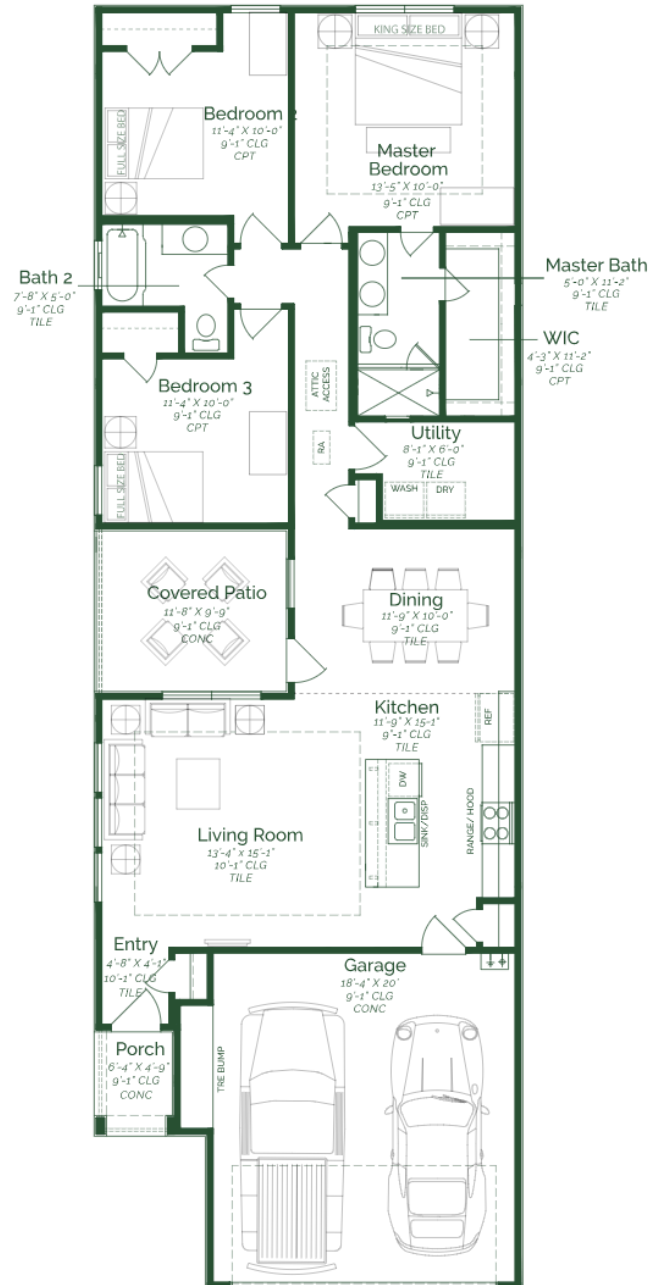 KING SIZE BED
Bedroom 2
11'-4" X 10'-0"
9'-1" CLG
CPT
FULL SIZE BED
Master
Bedroom
13'-5" X 10'-0"
9'-1" CLG
CPT
Bath 2
7'-8" X 5'-0"
9'-1" CLG
TILE
Master Bath
5'-0" X 11'-2"
9'-1" CLG
TILE
WIC
4'-3" X 11'-2"
9'-1" CLG
CPT
Bedroom 3
11'-4" X 10'-0"
9'-1" CLG
CPT
FULL SIZE BED
ATTIC
ACCESS
RA
Utility
8'-1" X 6'-0"
9'-1" CLG
TILE
WASH
DRY
Covered Patio
11'-8" X 9'-9"
9'-1" CLG
CONC
Dining
11'-9" X 10'-0"
9'-1" CLG
TILE
Kitchen
11'-9" X 15'-1"
9'-1" CLG
TILE
REF
DW
SINK/DISP
RANGE/ HOOD
Living Room
13'-4" x 15'-1"
10'-1" CLG
TILE
Entry
4'-8" X 4'-1"
10'-1" CLG
TILE
Garage
18'-4" X 20'
9'-1" CLG
CONC
Porch
6'-4" X 4'-9"
9'-1" CLG
CONC
TRE BUMP